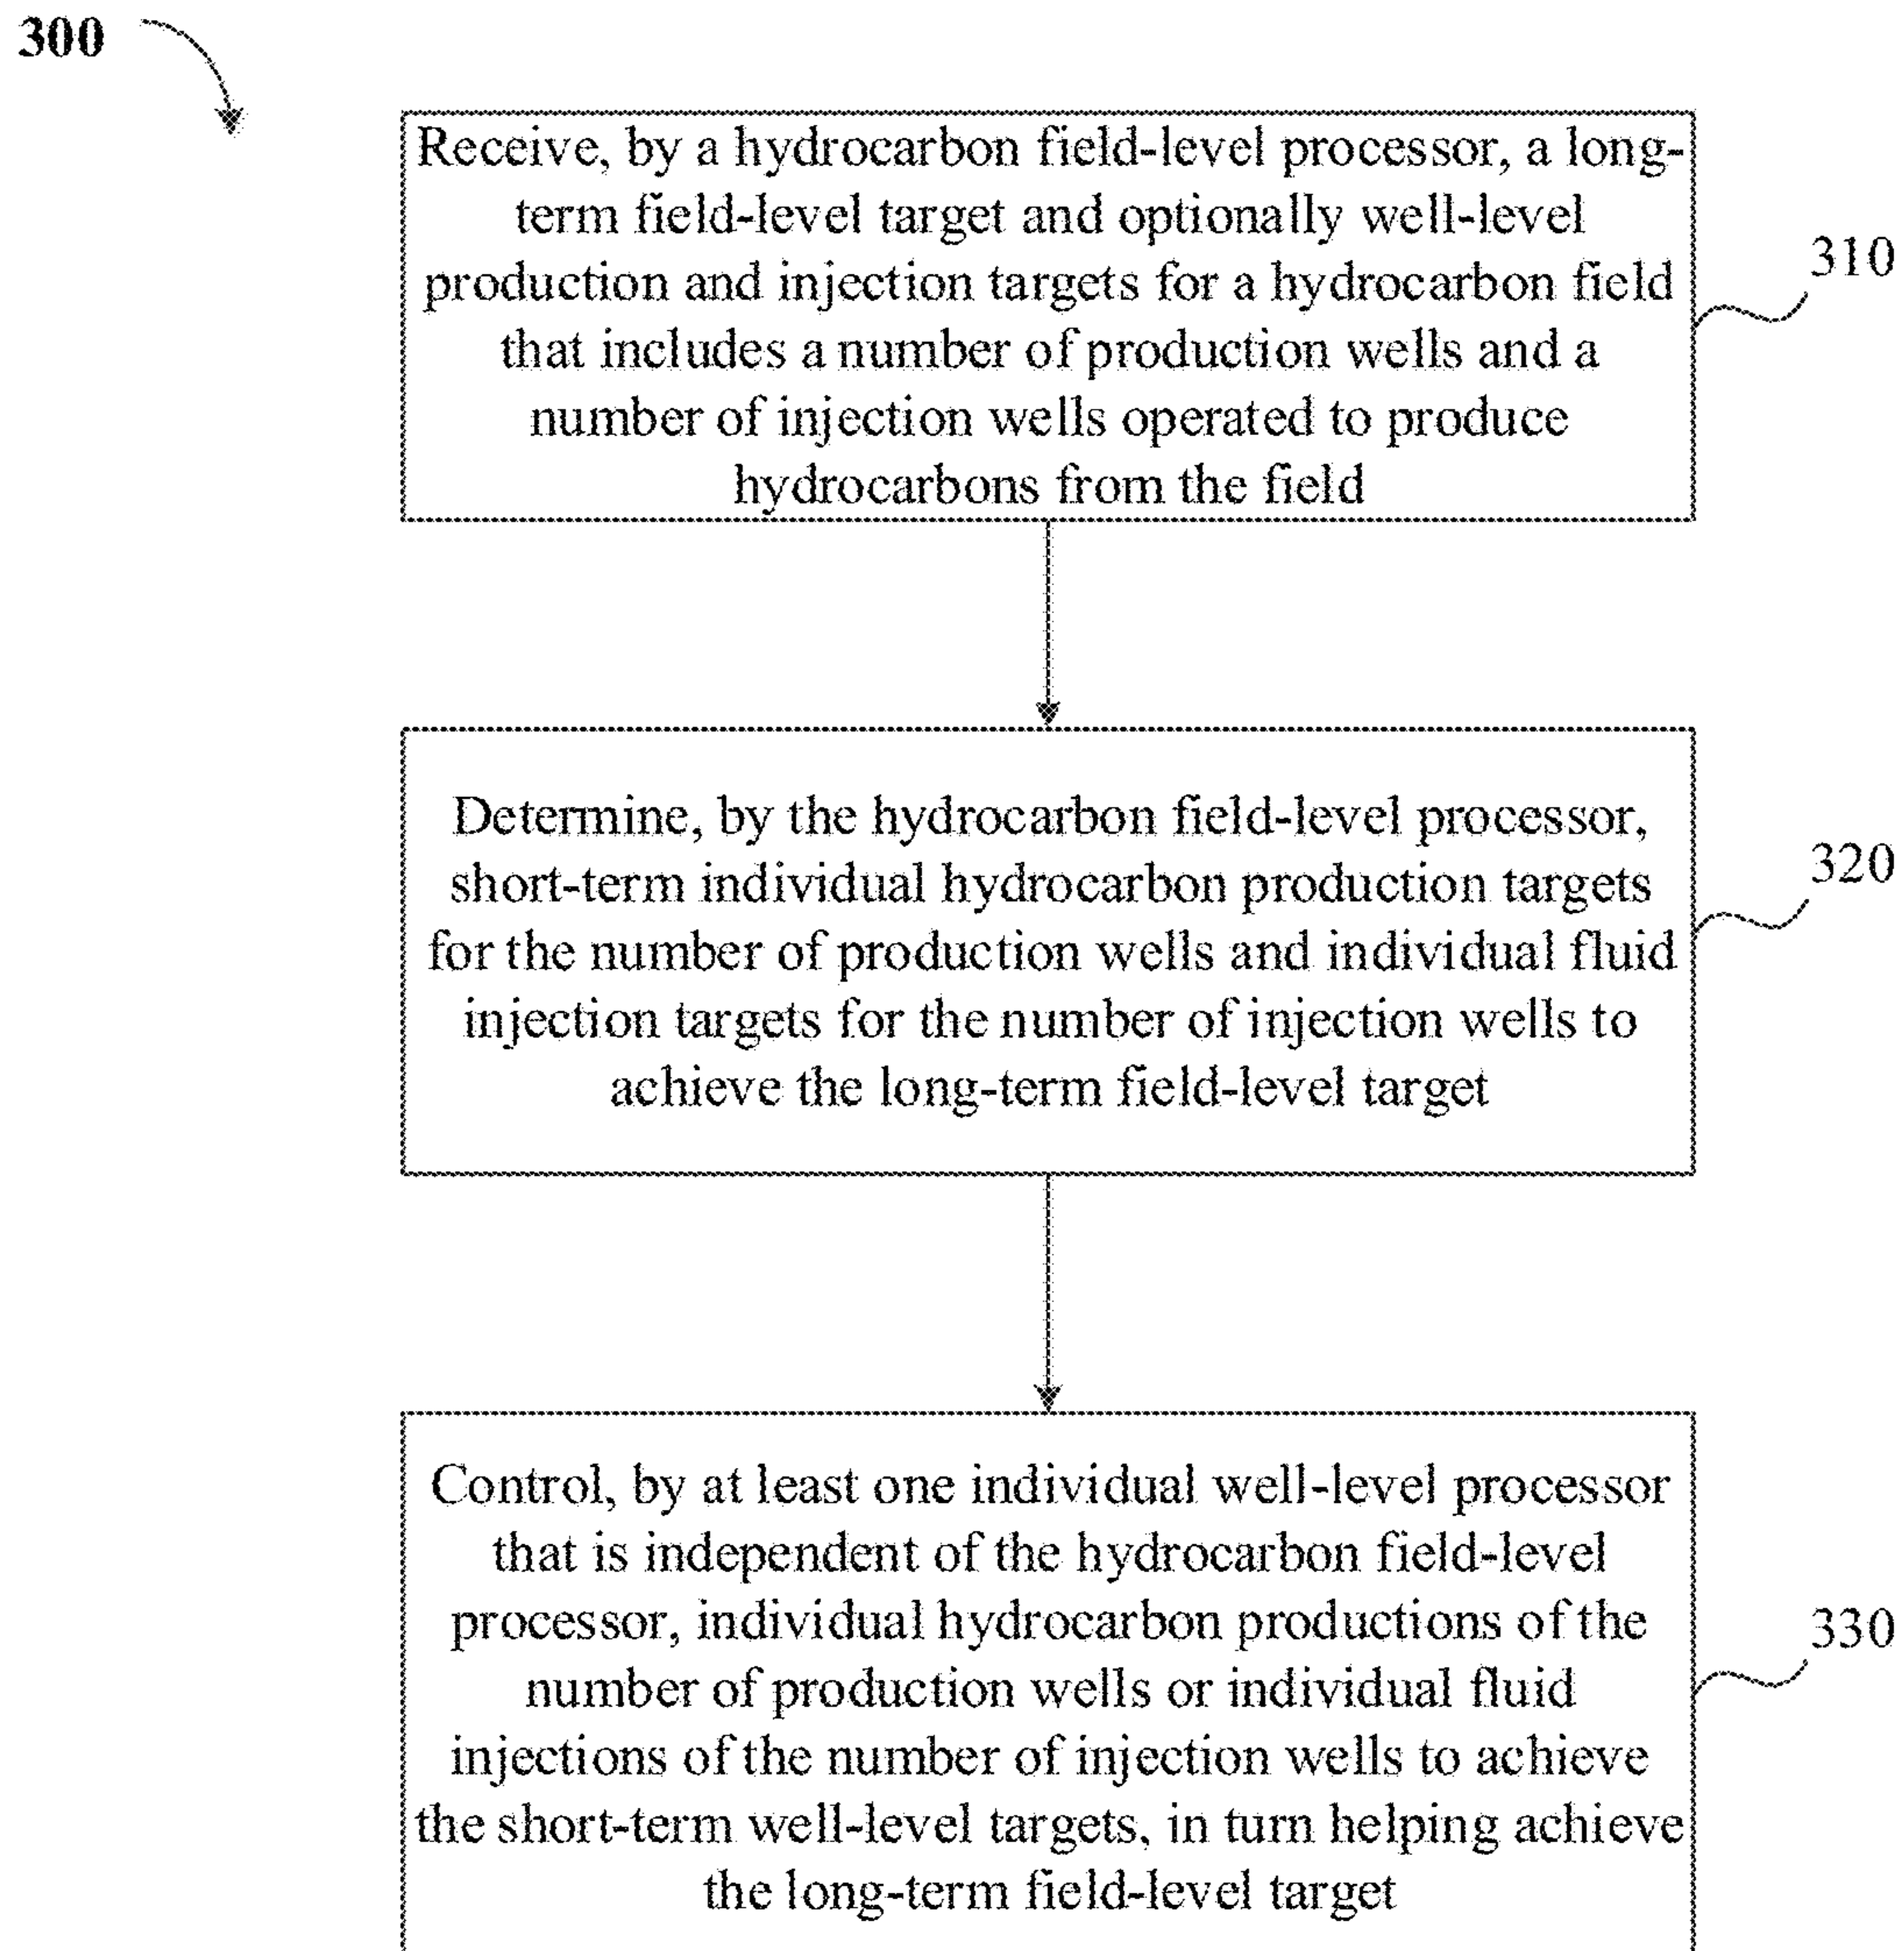 300
Receive, by a hydrocarbon field-level processor, a long-
term field-level target and optionally well-level
production and injection targets for a hydrocarbon field
that includes a number of production wells and a
number of injection wells operated to produce
hydrocarbons from the field
310
Determine, by the hydrocarbon field-level processor,
short-term individual hydrocarbon production targets
for the number of production wells and individual fluid
injection targets for the number of injection wells to
achieve the long-term field-level target
320
Control, by at least one individual well-level processor
that is independent of the hydrocarbon field-level
processor, individual hydrocarbon productions of the
number of production wells or individual fluid
injections of the number of injection wells to achieve
the short-term well-level targets, in turn helping achieve
the long-term field-level target
330